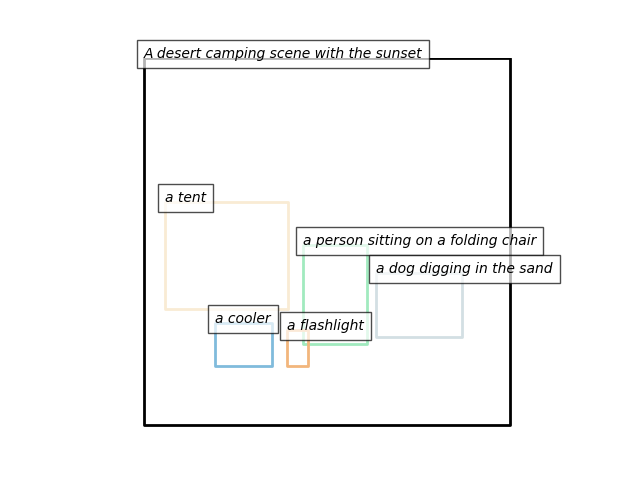 A desert camping scene with the sunset
a tent
a person sitting on a folding chair
a dog digging in the sand
a cooler
a flashlight